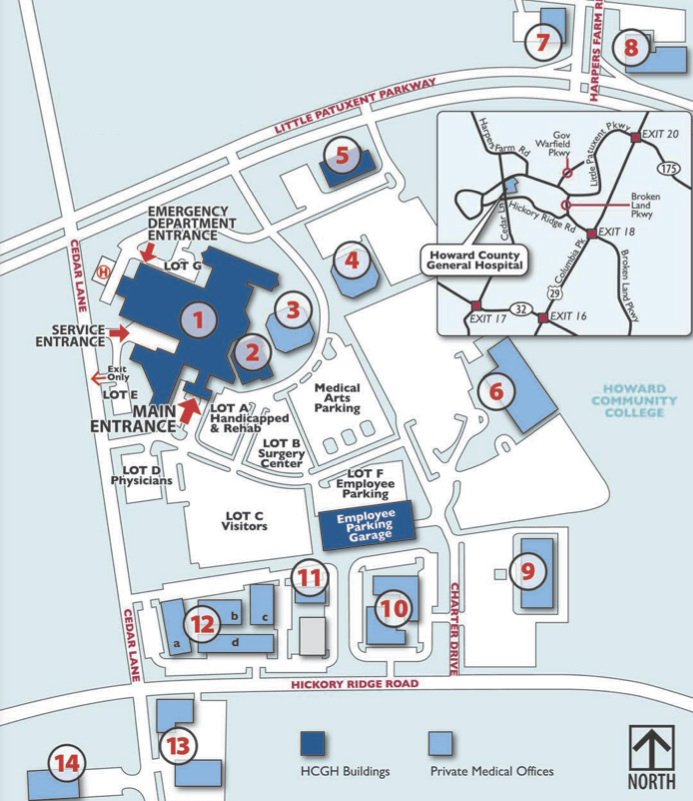 7
8
HARPERS FARM R
LITTLE PATUXENT PARKWAY
5
Harpers Farm Rd
Gov
Warfield
Pkwy
Little Patuxent Pkwy
EXIT 20
175
Broken
Land
Pkwy
Hickory Ridge Rd
Cedar Ln
EXIT 18
Howard County
General Hospital
Columbia Pk
29
Broken Land Pkwy
EXIT 17
32
EXIT 16
EMERGENCY
DEPARTMENT
ENTRANCE
LOT G
H
CEDAR LANE
4
1
3
2
SERVICE
ENTRANCE
Exit
Only
LOT E
MAIN
ENTRANCE
LOT A
Handicapped
& Rehab
Medical
Arts
Parking
6
HOWARD
COMMUNITY
COLLEGE
LOT B
Surgery
Center
LOT D
Physicians
LOT F
Employee
Parking
LOT C
Visitors
Employee
Parking
Garage
9
11
10
12
a
b
c
d
CEDAR LANE
CHARTER DRIVE
HICKORY RIDGE ROAD
13
14
HCGH Buildings
Private Medical Offices
NORTH